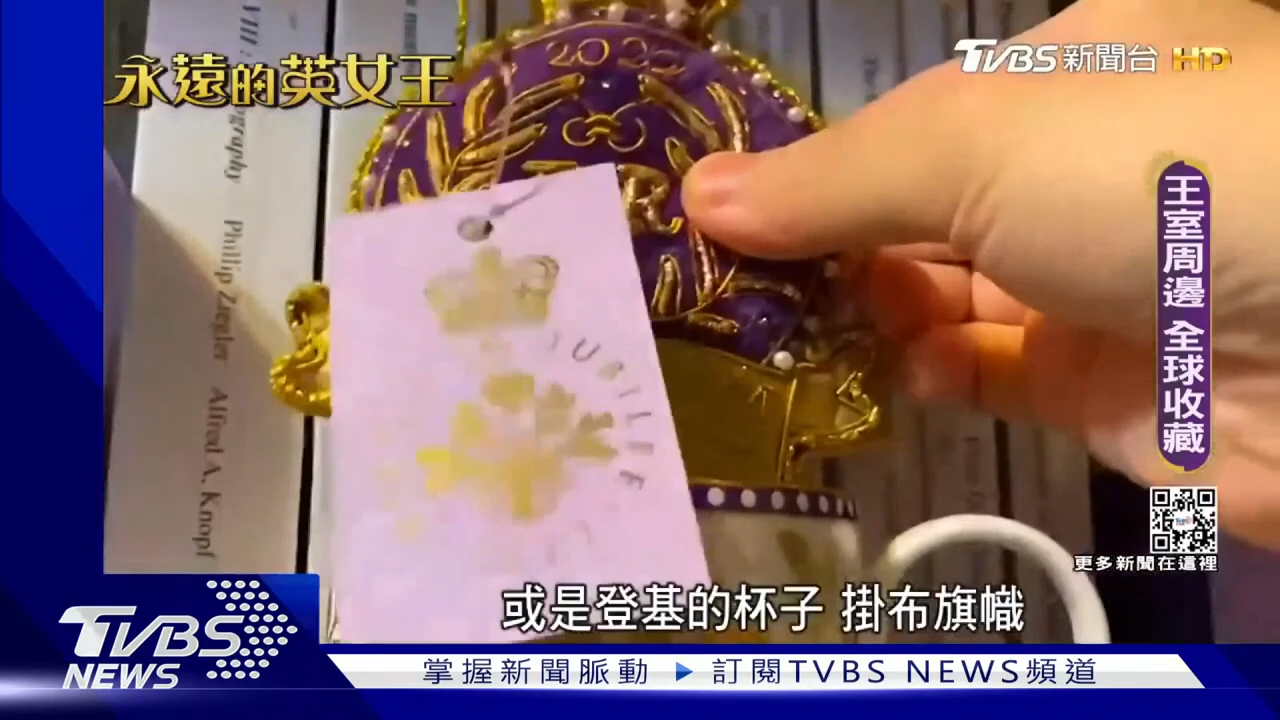 永遠的英女王
TVBS新聞台 HD
2022
VIII:
Phillip Ziegler
Alfred A. Knopf
JUBILEE
王室周邊 全球收藏
更多新聞在這裡
或是登基的杯子 掛布旗幟
TVBS
NEWS
掌握新聞脈動 ▶ 訂閱TVBS NEWS頻道